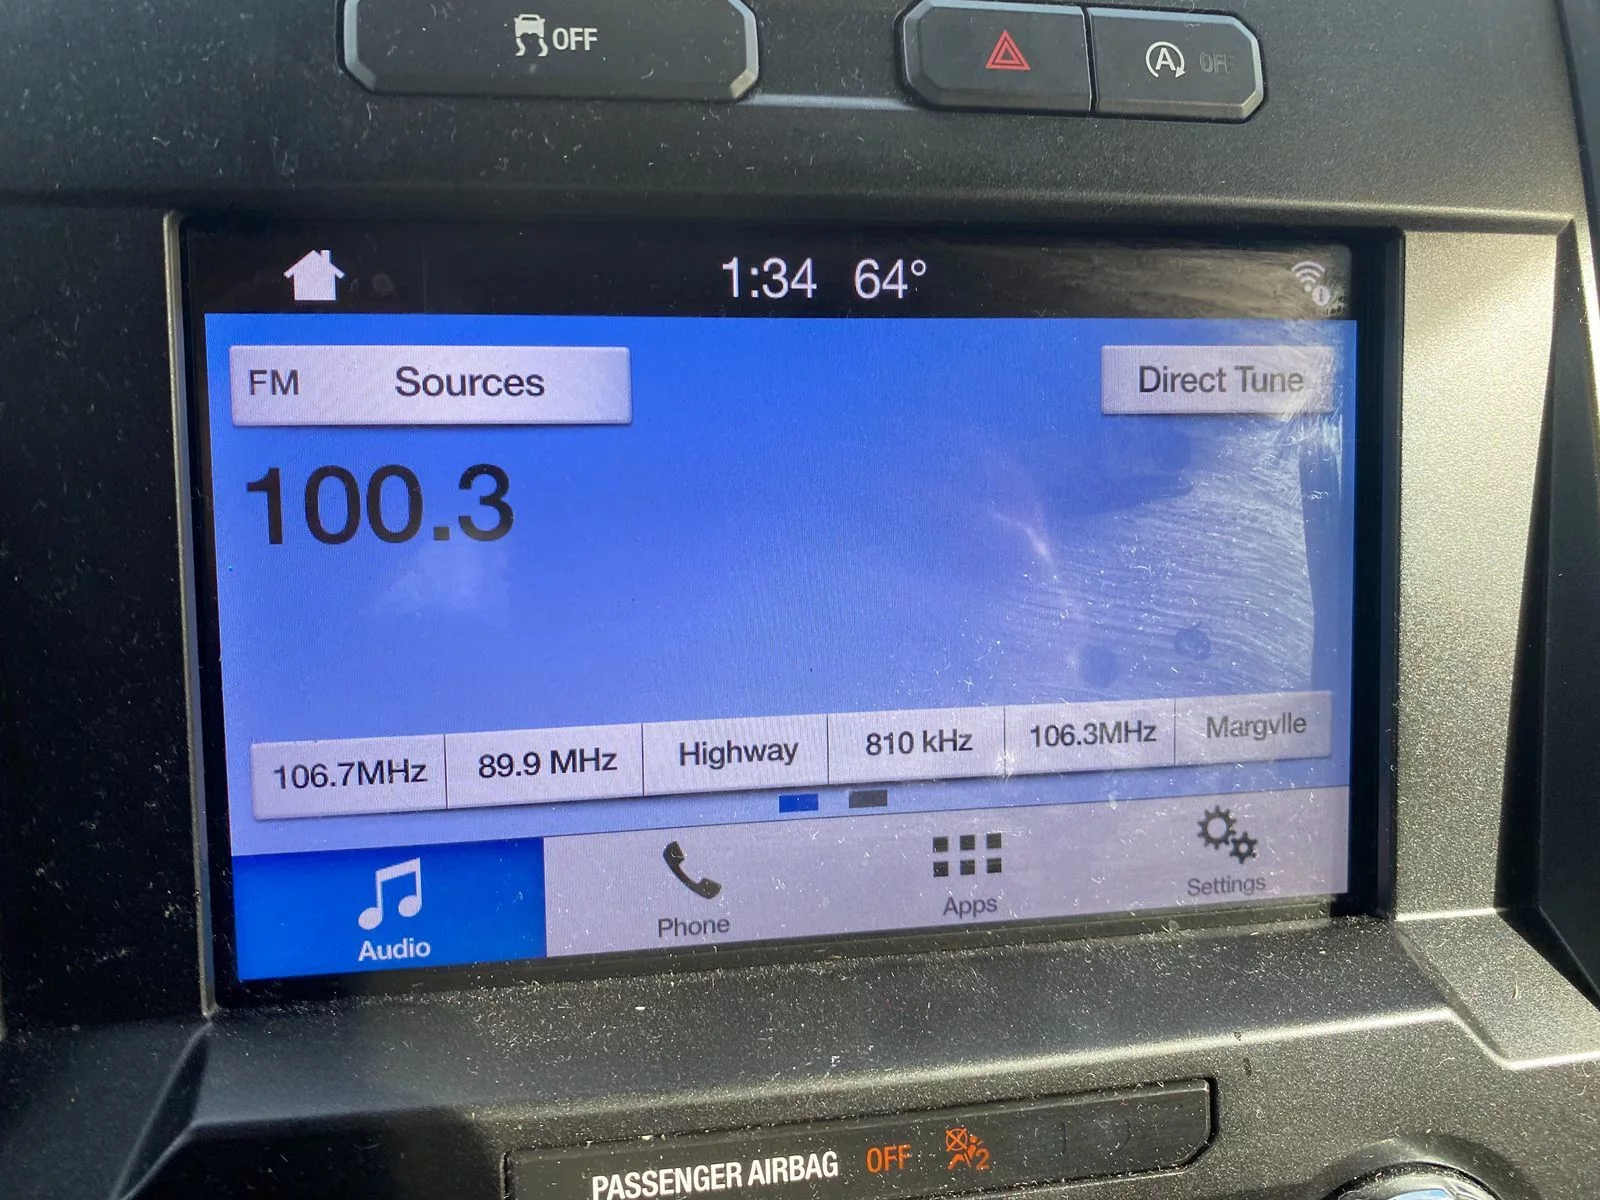 OFF
A OFF
1:34 64°
FM Sources
Direct Tune
100.3
106.7MHz
89.9 MHz
Highway
810 kHz
106.3MHz
Margvlle
Audio
Phone
Apps
Settings
PASSENGER AIRBAG OFF 2